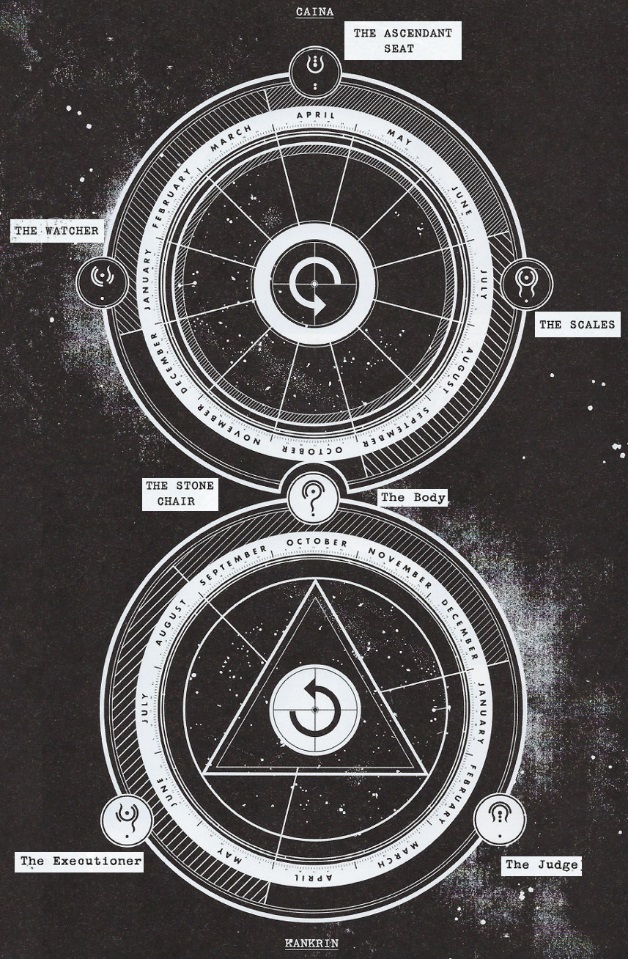 CAINA
THE ASCENDANT
SEAT
APRIL
MAY
JUNE
JULY
AUGUST
SEPTEMBER
OCTOBER
NOVEMBER
DECEMBER
JANUARY
FEBRUARY
MARCH
THE WATCHER
THE SCALES
THE STONE
CHAIR
The Body
OCTOBER
NOVEMBER
DECEMBER
JANUARY
FEBRUARY
MARCH
APRIL
MAY
JUNE
JULY
AUGUST
SEPTEMBER
The Executioner
The Judge
KANKRIN